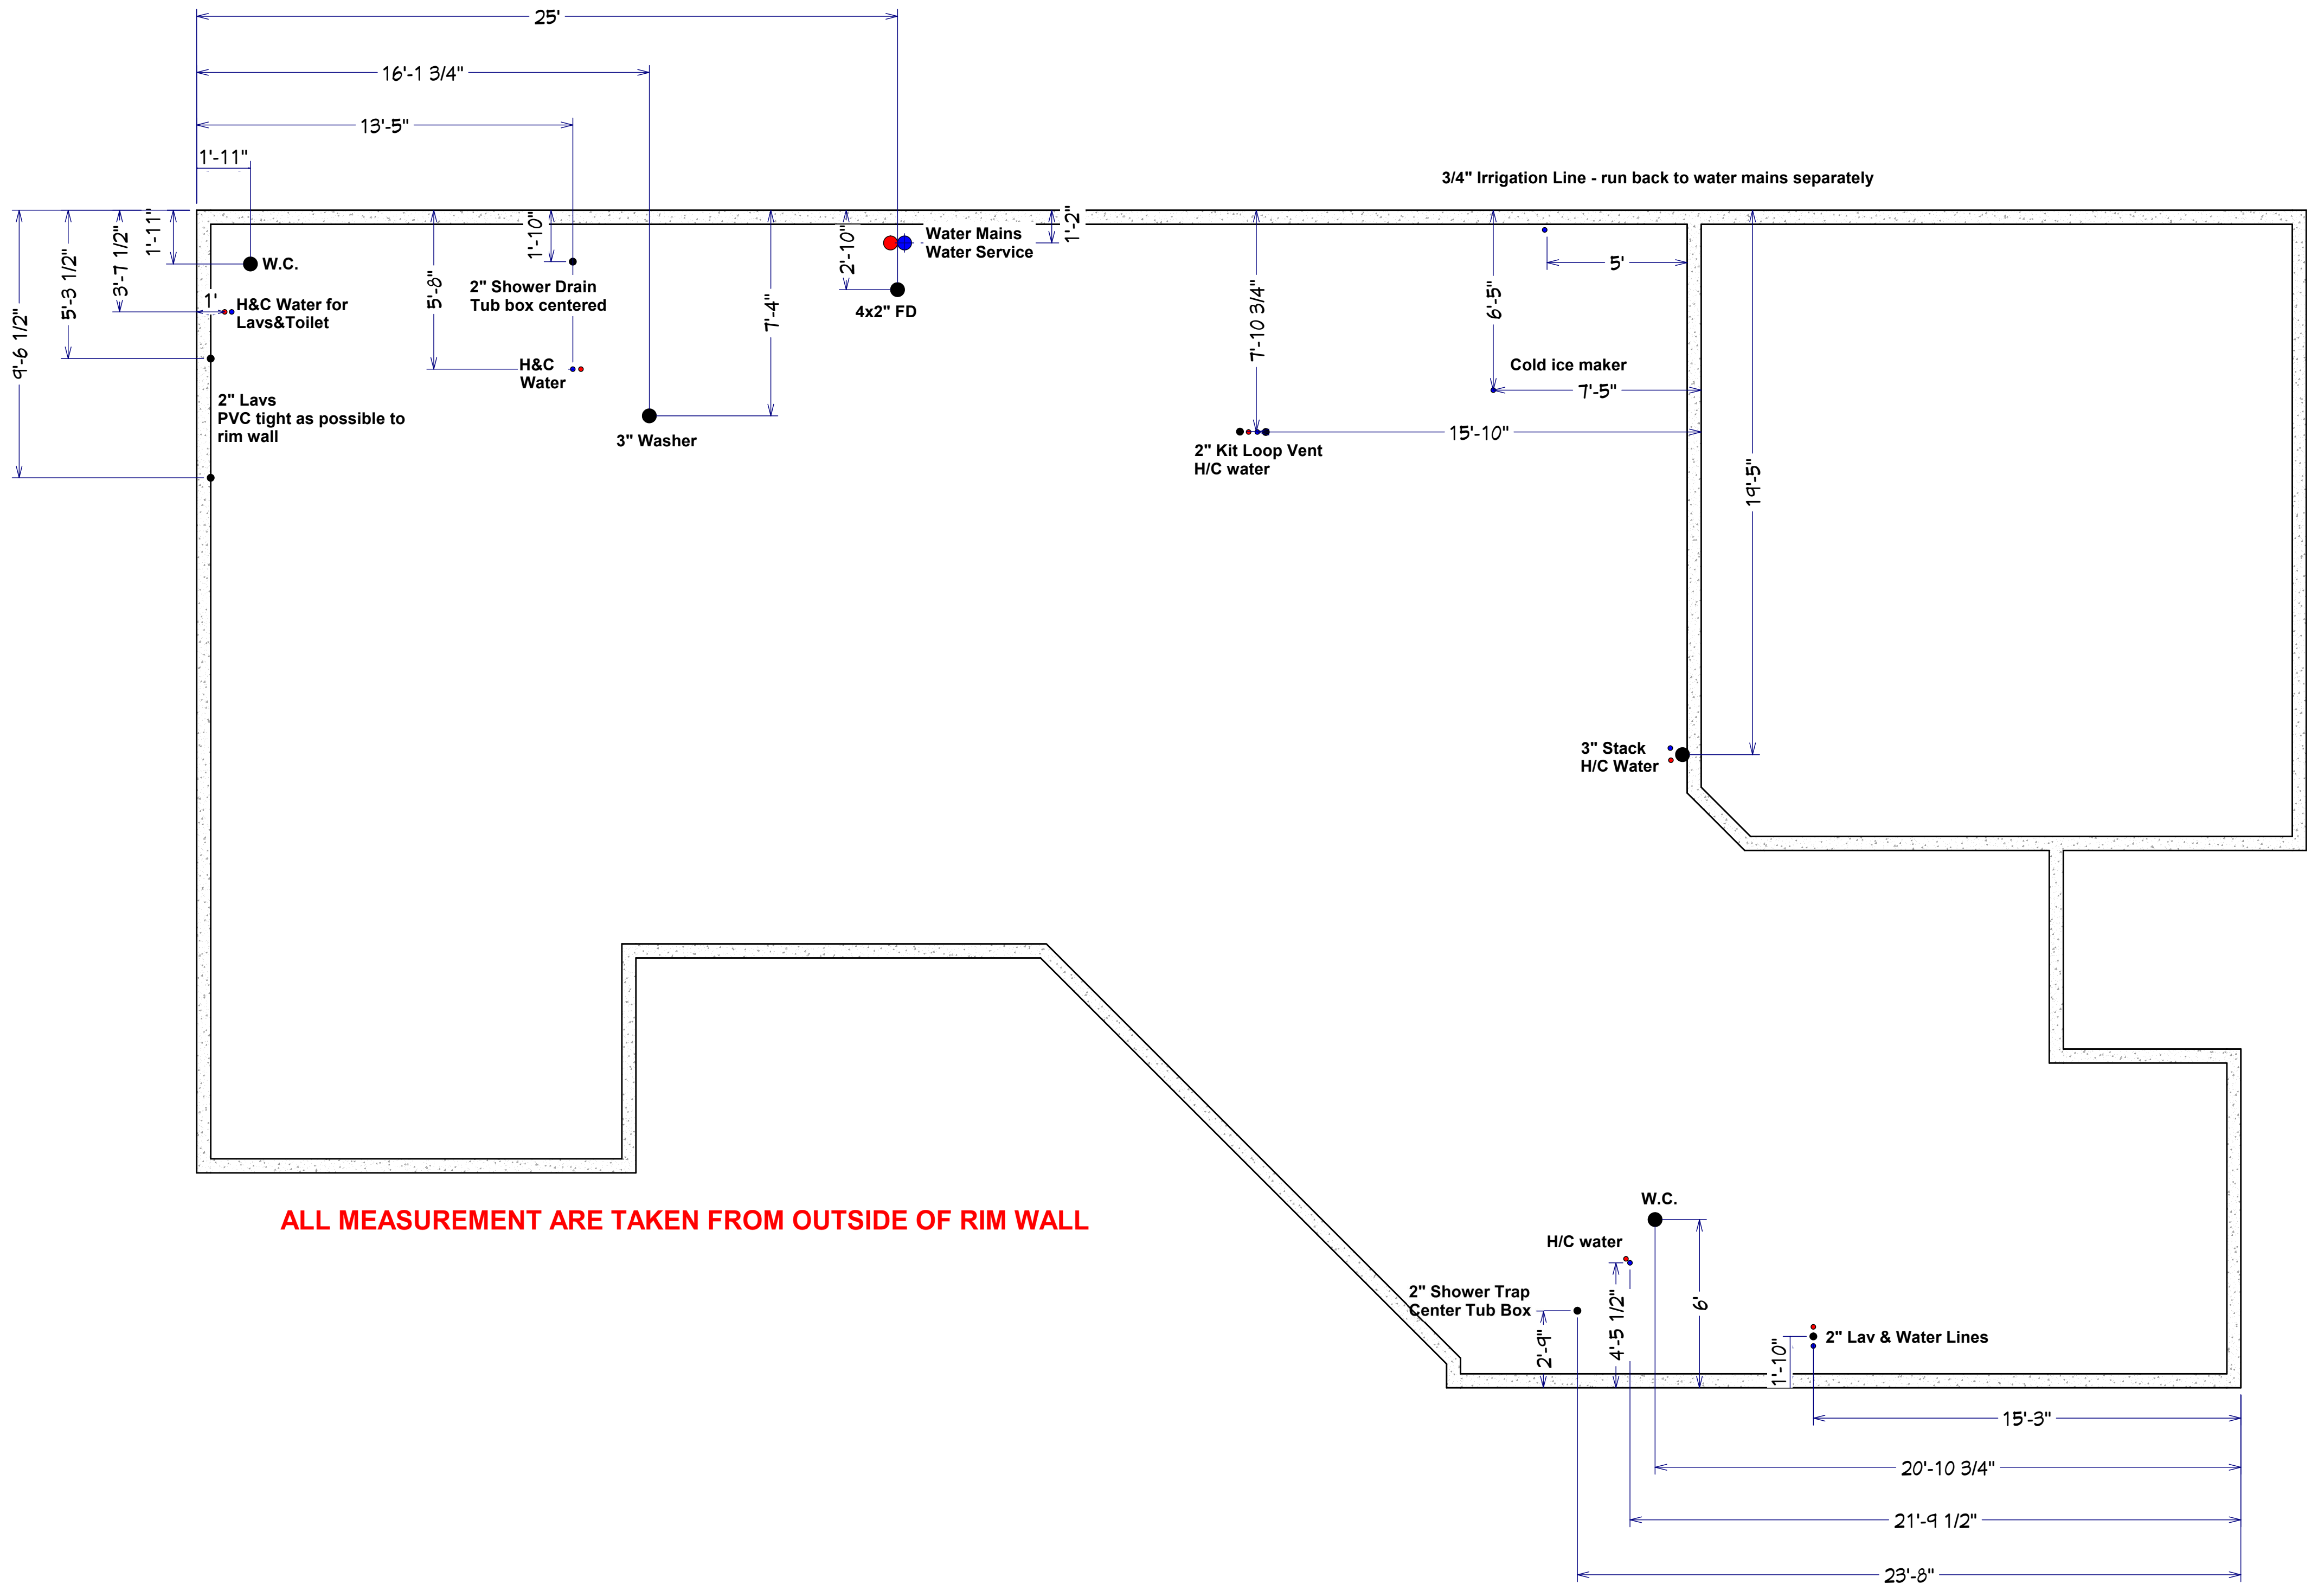 25'
16'-1 3/4"
13'-5"
1'-11"
3/4" Irrigation Line - run back to water mains separately
9'-6 1/2"
5'-3 1/2"
3'-7 1/2"
1'-11"
W.C.
1'
H&C Water for
Lavs&Toilet
2" Lavs
PVC tight as possible to
rim wall
5'-8"
1'-10"
2" Shower Drain
Tub box centered
H&C
Water
3" Washer
7'-4"
2'-10"
4x2" FD
Water Mains
Water Service
1'-2"
7'-10 3/4"
2" Kit Loop Vent
H/C water
15'-10"
6'-5"
5'
Cold ice maker
7'-5"
19'-5"
3" Stack
H/C Water
ALL MEASUREMENT ARE TAKEN FROM OUTSIDE OF RIM WALL
W.C.
H/C water
2" Shower Trap
Center Tub Box
2'-9"
4'-5 1/2"
6'
1'-10"
2" Lav & Water Lines
15'-3"
20'-10 3/4"
21'-9 1/2"
23'-8"